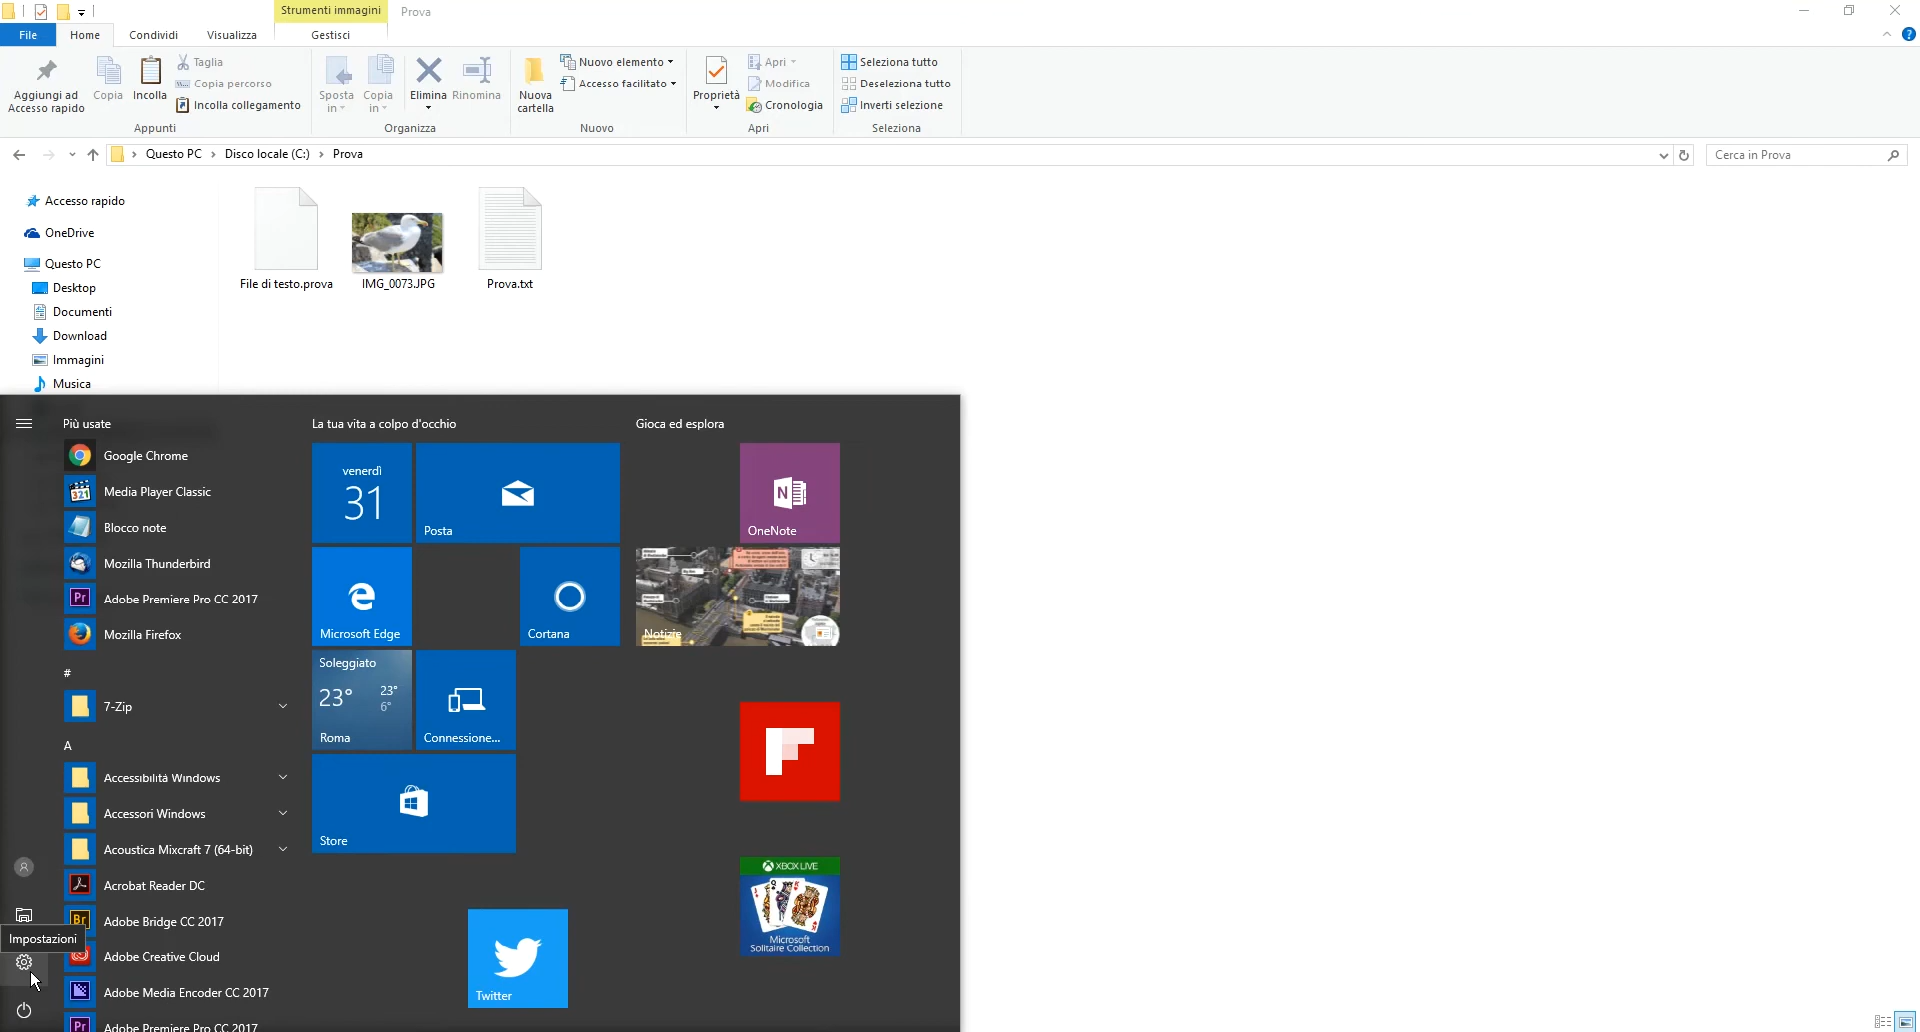 Strumenti immagini
Prova
File
Home
Condividi
Visualizza
Gestisci
Aggiungi ad
Accesso rapido
Copia
Incolla
Taglia
Copia percorso
Incolla collegamento
Appunti
Sposta
in
Copia
in
Elimina
Rinomina
Organizza
Nuova
cartella
Nuovo elemento
Accesso facilitato
Nuovo
Proprietà
Apri
Modifica
Cronologia
Apri
Seleziona tutto
Deseleziona tutto
Inverti selezione
Seleziona
Questo PC
Disco locale (C:)
Prova
Cerca in Prova
Accesso rapido
OneDrive
Questo PC
Desktop
Documenti
Download
Immagini
Musica
File di testo.prova
IMG_0073.JPG
Prova.txt
Più usate
Google Chrome
Media Player Classic
321
Blocco note
Mozilla Thunderbird
Pr
Adobe Premiere Pro CC 2017
Mozilla Firefox
#
7-Zip
A
Accessibilità Windows
Accessori Windows
Acoustica Mixcraft 7 (64-bit)
Acrobat Reader DC
Br
Adobe Bridge CC 2017
Impostazioni
Adobe Creative Cloud
Adobe Media Encoder CC 2017
Pr
Adobe Premiere Pro CC 2017
La tua vita a colpo d'occhio
venerdì
31
Posta
Microsoft Edge
Cortana
Soleggiato
23°
23°
6°
Roma
Connessione...
Store
Twitter
Gioca ed esplora
N
OneNote
Notizie
XBOX LIVE
Microsoft
Solitaire Collection